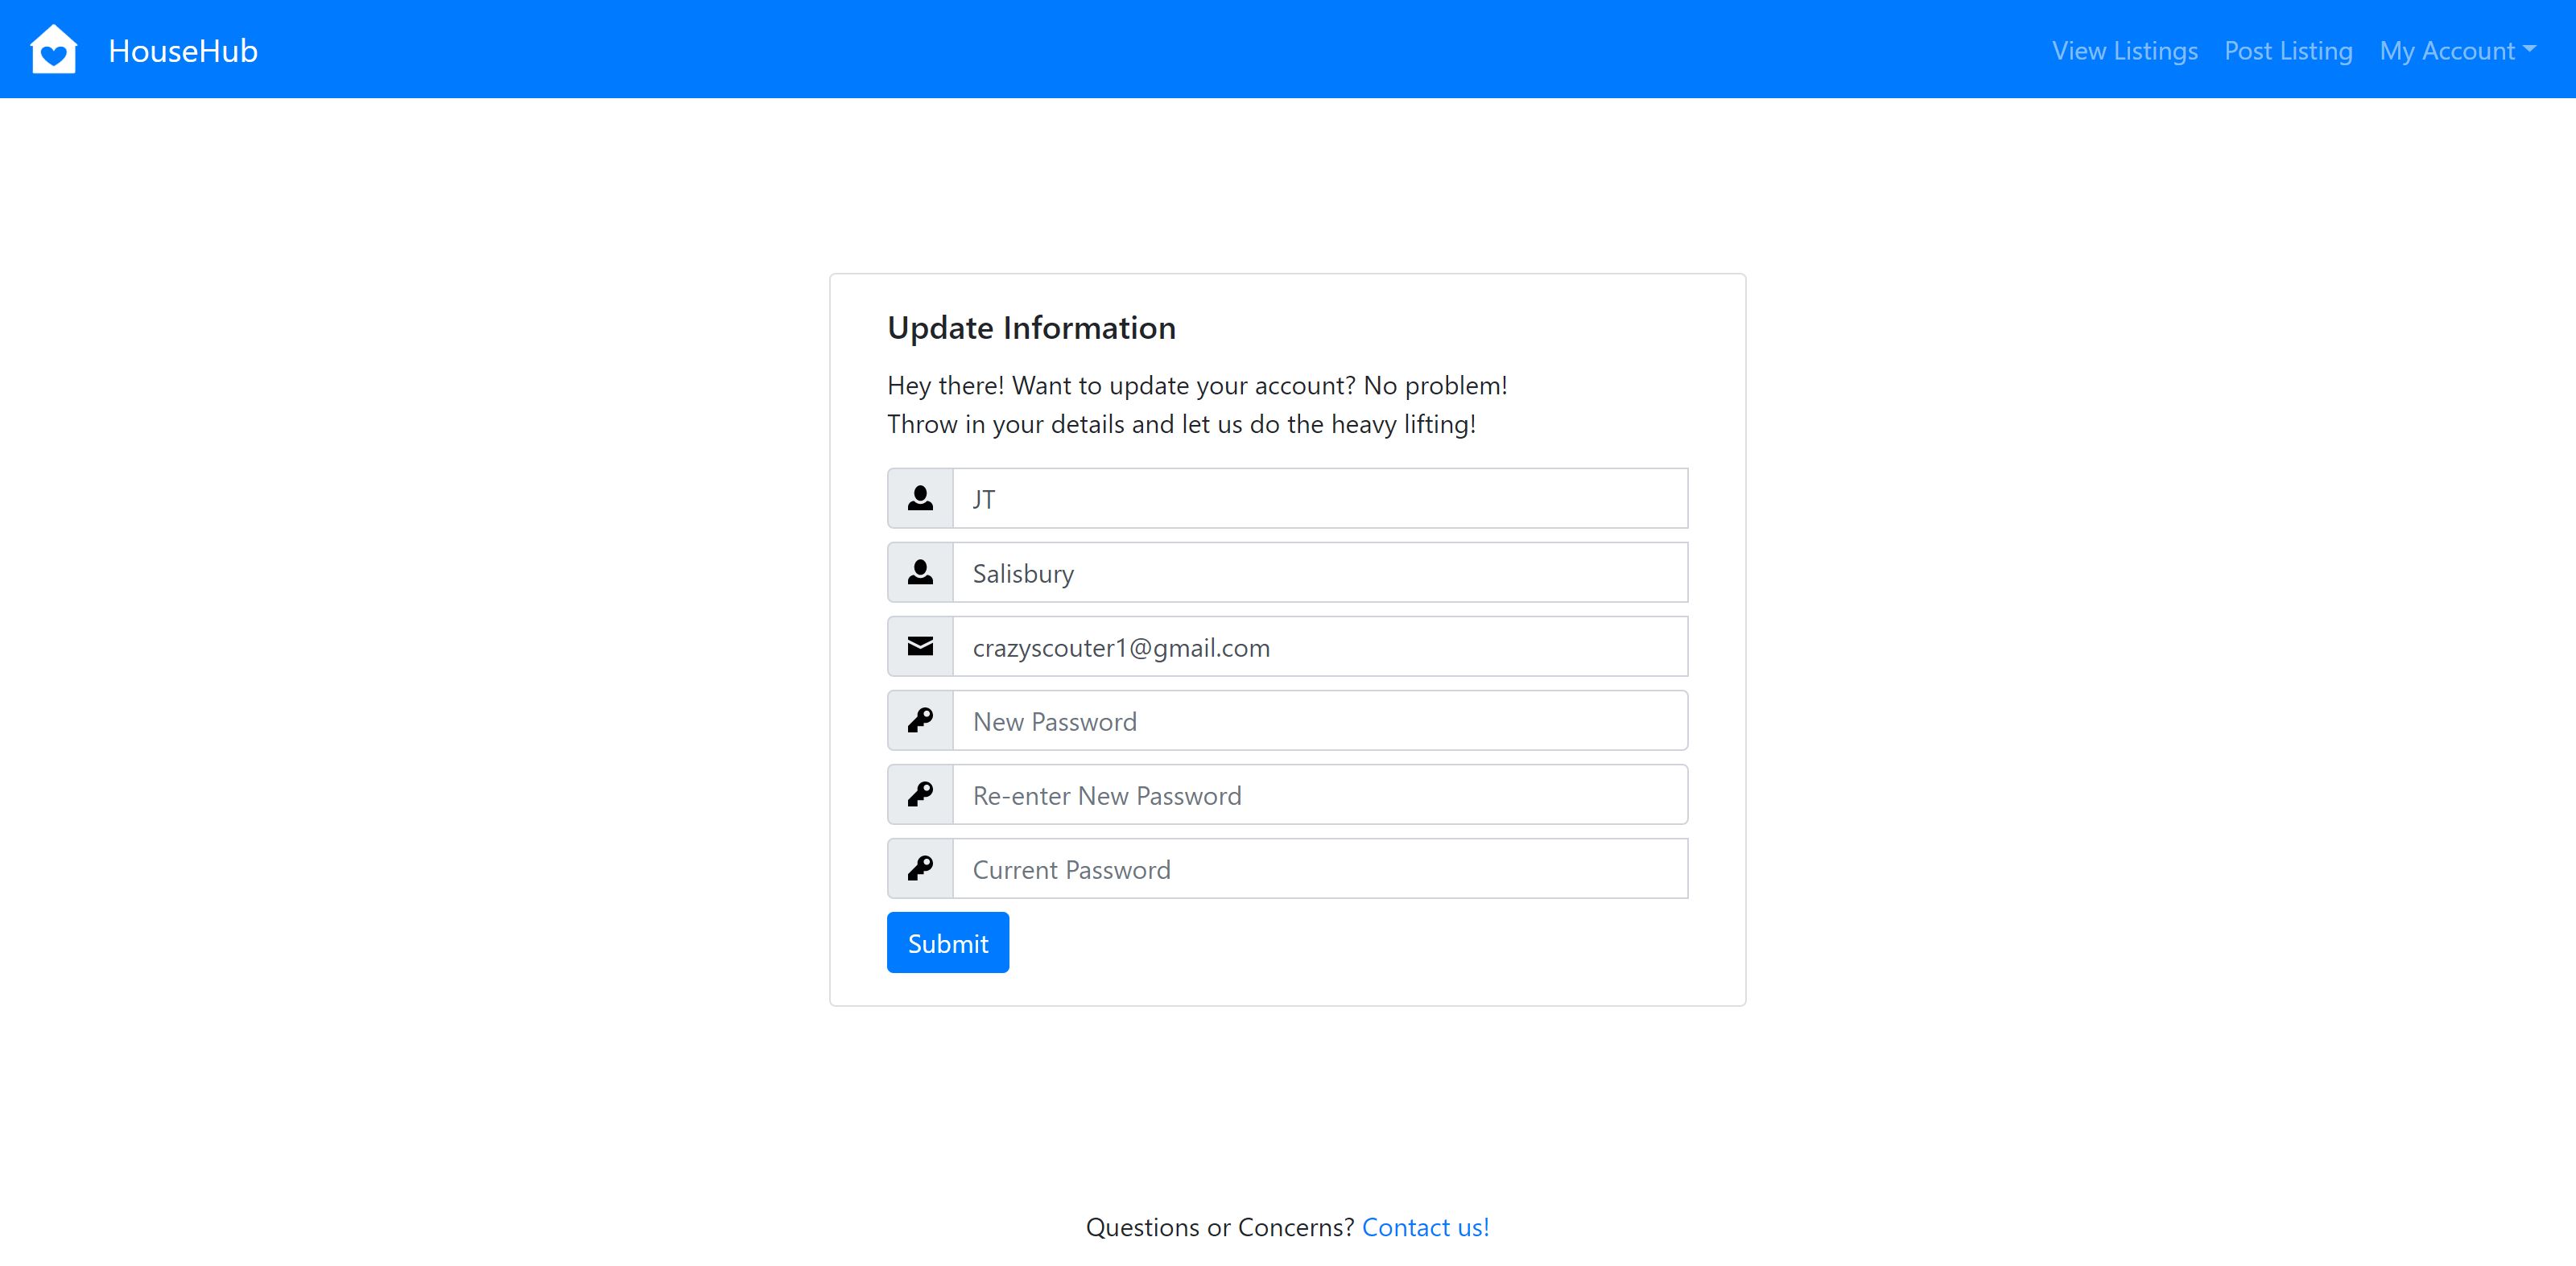 HouseHub
View Listings
Post Listing
My Account
Update Information
Hey there! Want to update your account? No problem!
Throw in your details and let us do the heavy lifting!
JT
Salisbury
crazyscouter1@gmail.com
New Password
Re-enter New Password
Current Password
Submit
Questions or Concerns? Contact us!